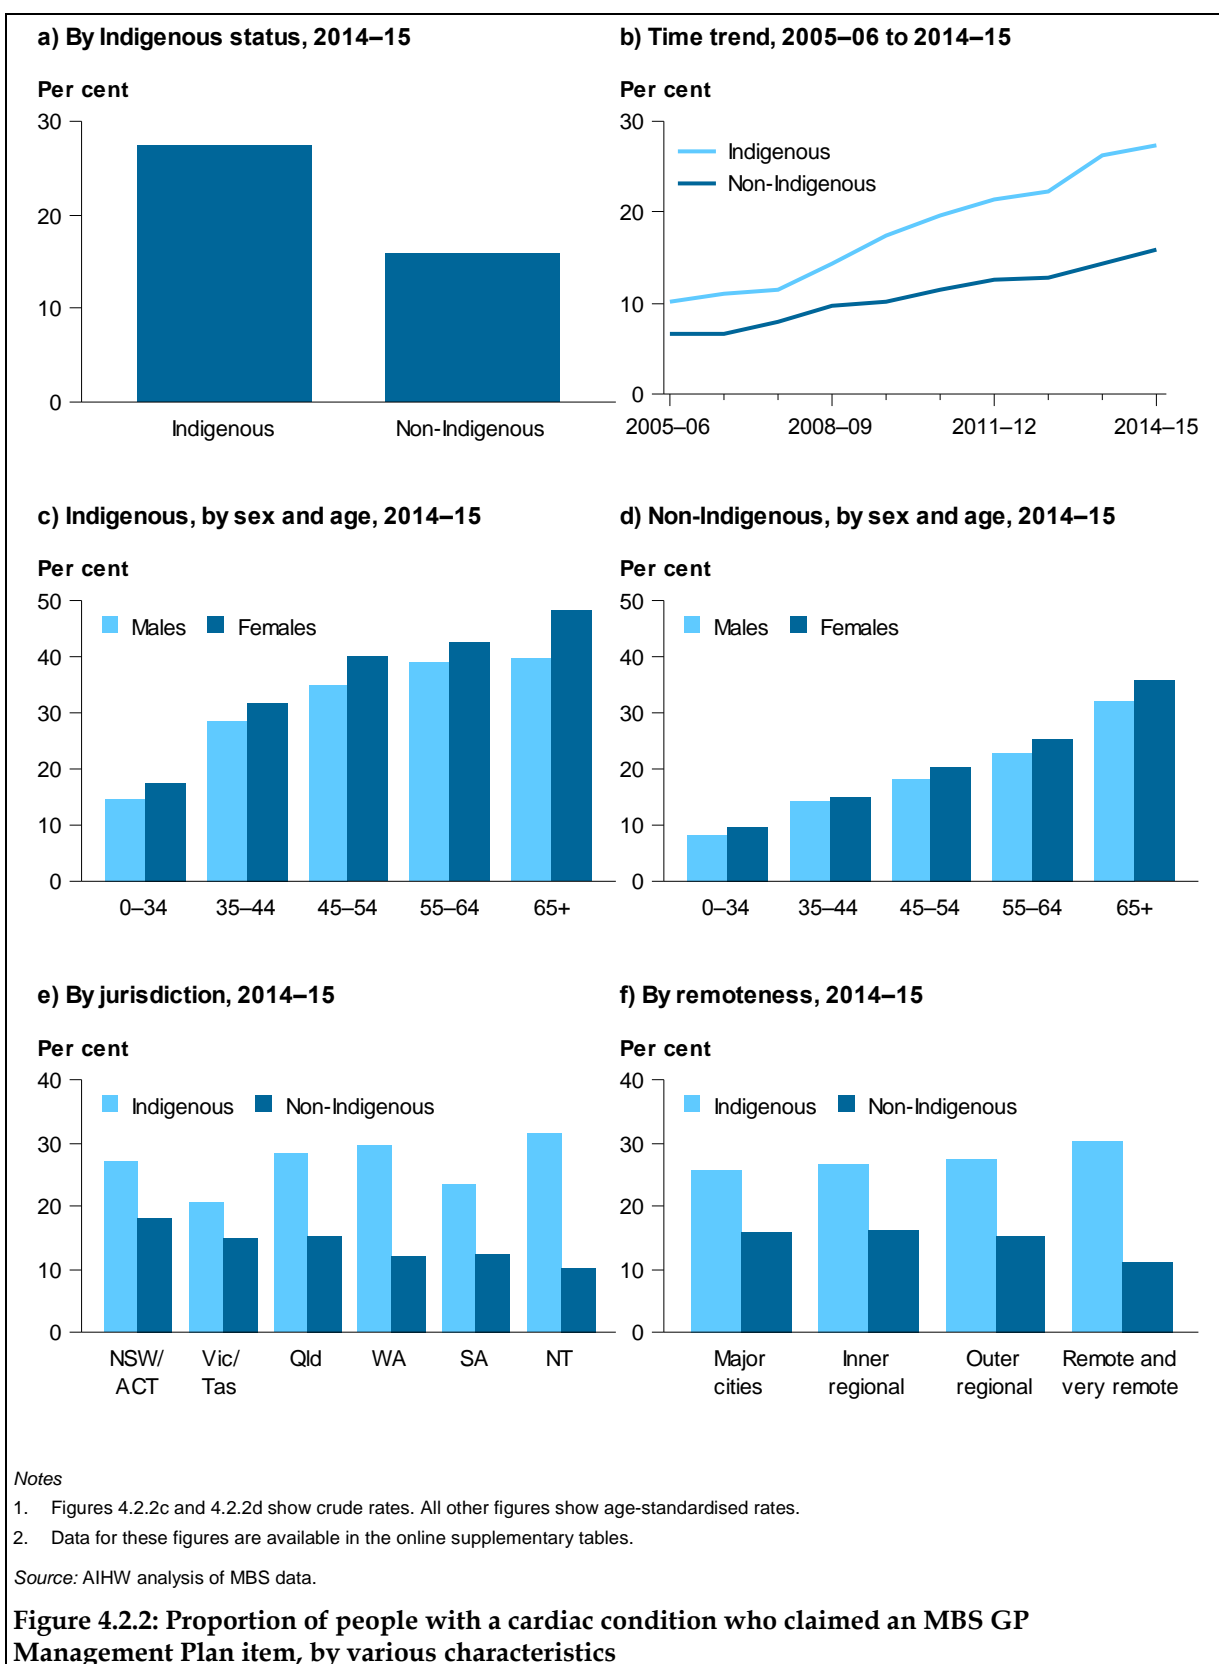 a) By Indigenous status, 2014–15
Per cent
30
20
10
0
Indigenous
Non-Indigenous
b) Time trend, 2005–06 to 2014–15
Per cent
30
20
10
0
Indigenous
Non-Indigenous
2005–06
2008–09
2011–12
2014–15
c) Indigenous, by sex and age, 2014–15
Per cent
50
40
30
20
10
0
Males
Females
0–34
35–44
45–54
55–64
65+
d) Non-Indigenous, by sex and age, 2014–15
Per cent
50
40
30
20
10
0
Males
Females
0–34
35–44
45–54
55–64
65+
e) By jurisdiction, 2014–15
Per cent
40
30
20
10
0
Indigenous
Non-Indigenous
NSW/
ACT
Vic/
Tas
Qld
WA
SA
NT
f) By remoteness, 2014–15
Per cent
40
30
20
10
0
Indigenous
Non-Indigenous
Major
cities
Inner
regional
Outer
regional
Remote and
very remote
Notes
1. Figures 4.2.2c and 4.2.2d show crude rates. All other figures show age-standardised rates.
2. Data for these figures are available in the online supplementary tables.
Source: AIHW analysis of MBS data.
Figure 4.2.2: Proportion of people with a cardiac condition who claimed an MBS GP
Management Plan item, by various characteristics